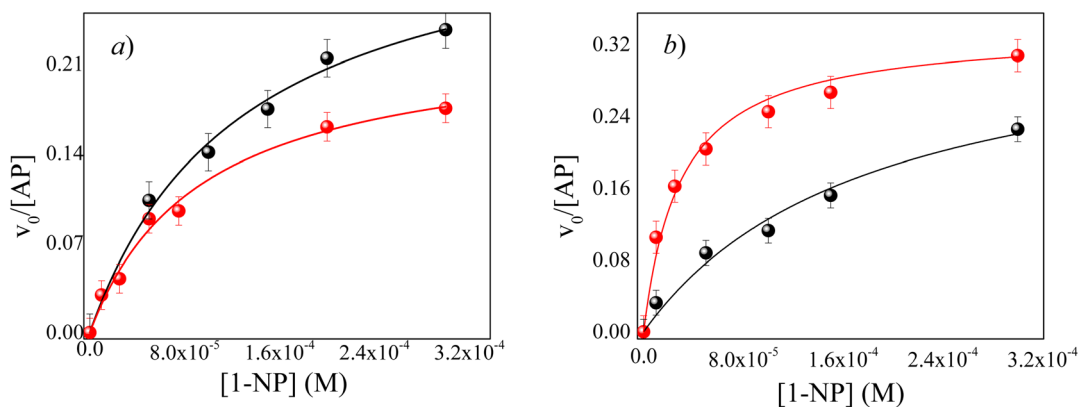 a)
0.21
0.14
0.07
0.00
v₀/[AP]
0.0
8.0x10⁻⁵
1.6x10⁻⁴
2.4x10⁻⁴
3.2x10⁻⁴
[1-NP] (M)
b)
0.32
0.24
0.16
0.08
0.00
v₀/[AP]
0.0
8.0x10⁻⁵
1.6x10⁻⁴
2.4x10⁻⁴
3.2x10⁻⁴
[1-NP] (M)